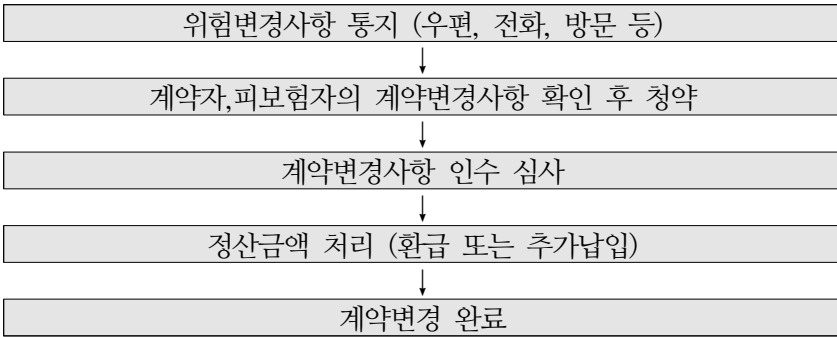 위험변경사항 통지 (우편, 전화, 방문 등)
계약자,피보험자의 계약변경사항 확인 후 청약
계약변경사항 인수 심사
정산금액 처리 (환급 또는 추가납입)
계약변경 완료